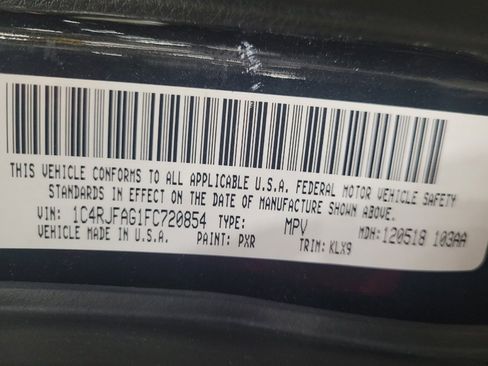 THIS VEHICLE CONFORMS TO ALL APPLICABLE U.S.A. FEDERAL MOTOR VEHICLE SAFETY
STANDARDS IN EFFECT ON THE DATE OF MANUFACTURE SHOWN ABOVE.
VIN: 1C4RJFAG1FC720854 TYPE: MPV MDH:120518 103AA
VEHICLE MADE IN U.S.A. PAINT: PXR TRIM: KLX9